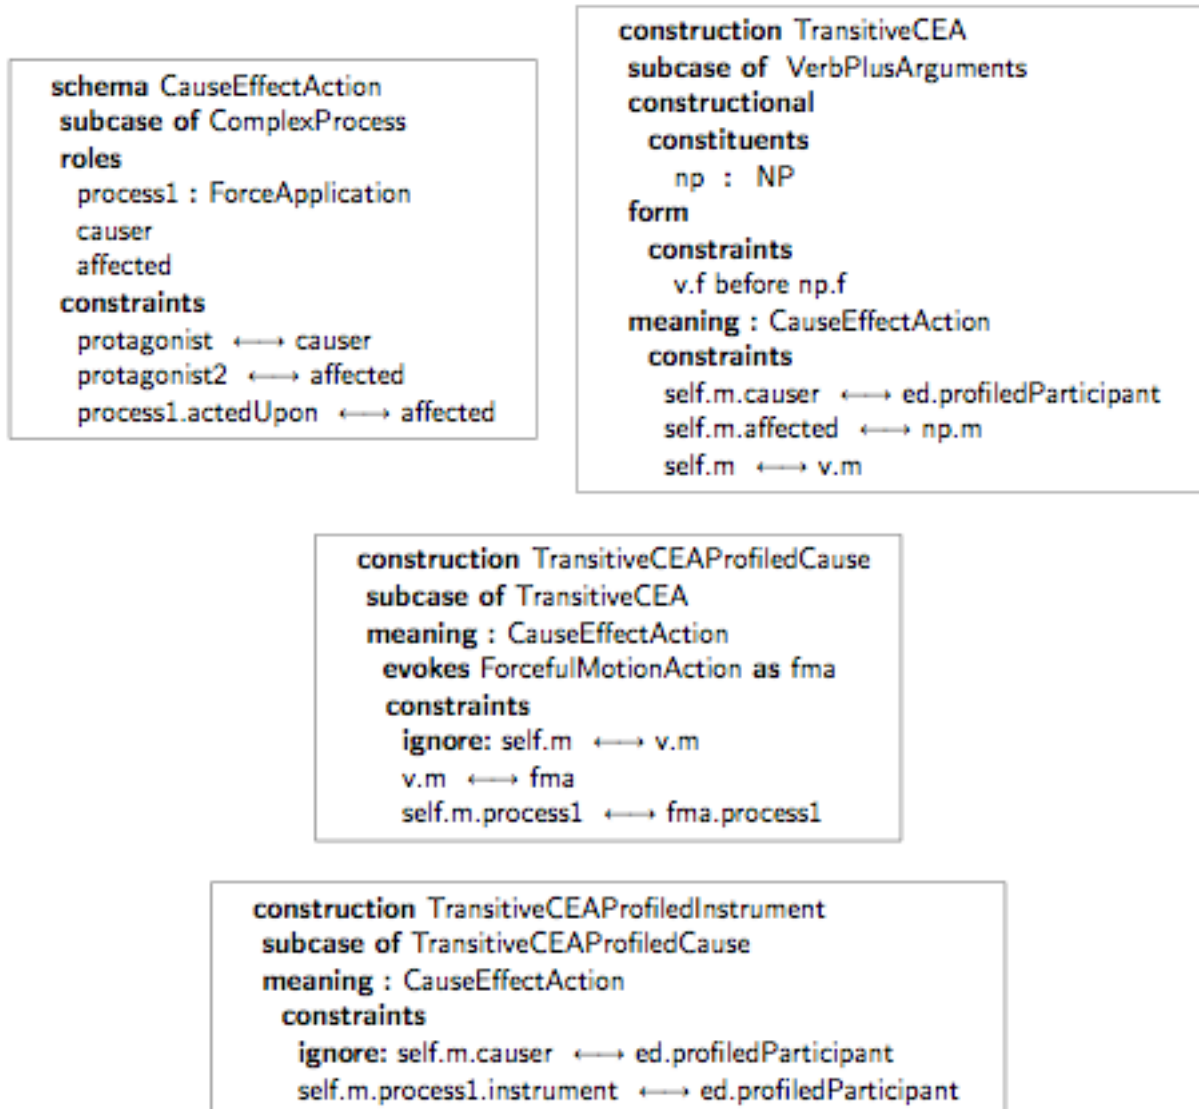 schema CauseEffectAction
subcase of ComplexProcess
roles
process1 : ForceApplication
causer
affected
constraints
protagonist ⟷ causer
protagonist2 ⟷ affected
process1.actedUpon ⟷ affected
construction TransitiveCEA
subcase of VerbPlusArguments
constructional
constituents
np : NP
form
constraints
v.f before np.f
meaning : CauseEffectAction
constraints
self.m.causer ⟷ ed.profiledParticipant
self.m.affected ⟷ np.m
self.m ⟷ v.m
construction TransitiveCEAProfiledCause
subcase of TransitiveCEA
meaning : CauseEffectAction
evokes ForcefulMotionAction as fma
constraints
ignore: self.m ⟷ v.m
v.m ⟷ fma
self.m.process1 ⟷ fma.process1
construction TransitiveCEAProfiledInstrument
subcase of TransitiveCEAProfiledCause
meaning : CauseEffectAction
constraints
ignore: self.m.causer ⟷ ed.profiledParticipant
self.m.process1.instrument ⟷ ed.profiledParticipant